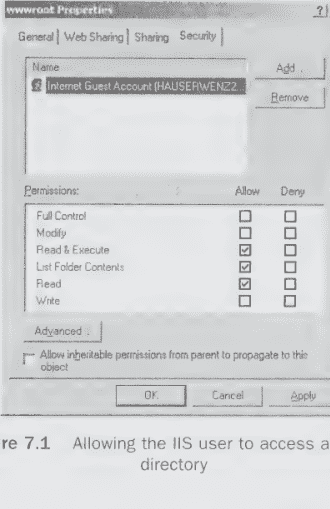 wwwroot Properties ?
General Web Sharing Sharing Security
Name Add...
Internet Guest Account (HAUSERWENZ2...
Remove
Permissions: Allow Deny
Full Control
Modify
Read & Execute
List Folder Contents
Read
Write
Advanced...
Allow inheritable permissions from parent to propagate to this
object
OK Cancel Apply
re 7.1 Allowing the IIS user to access a
directory